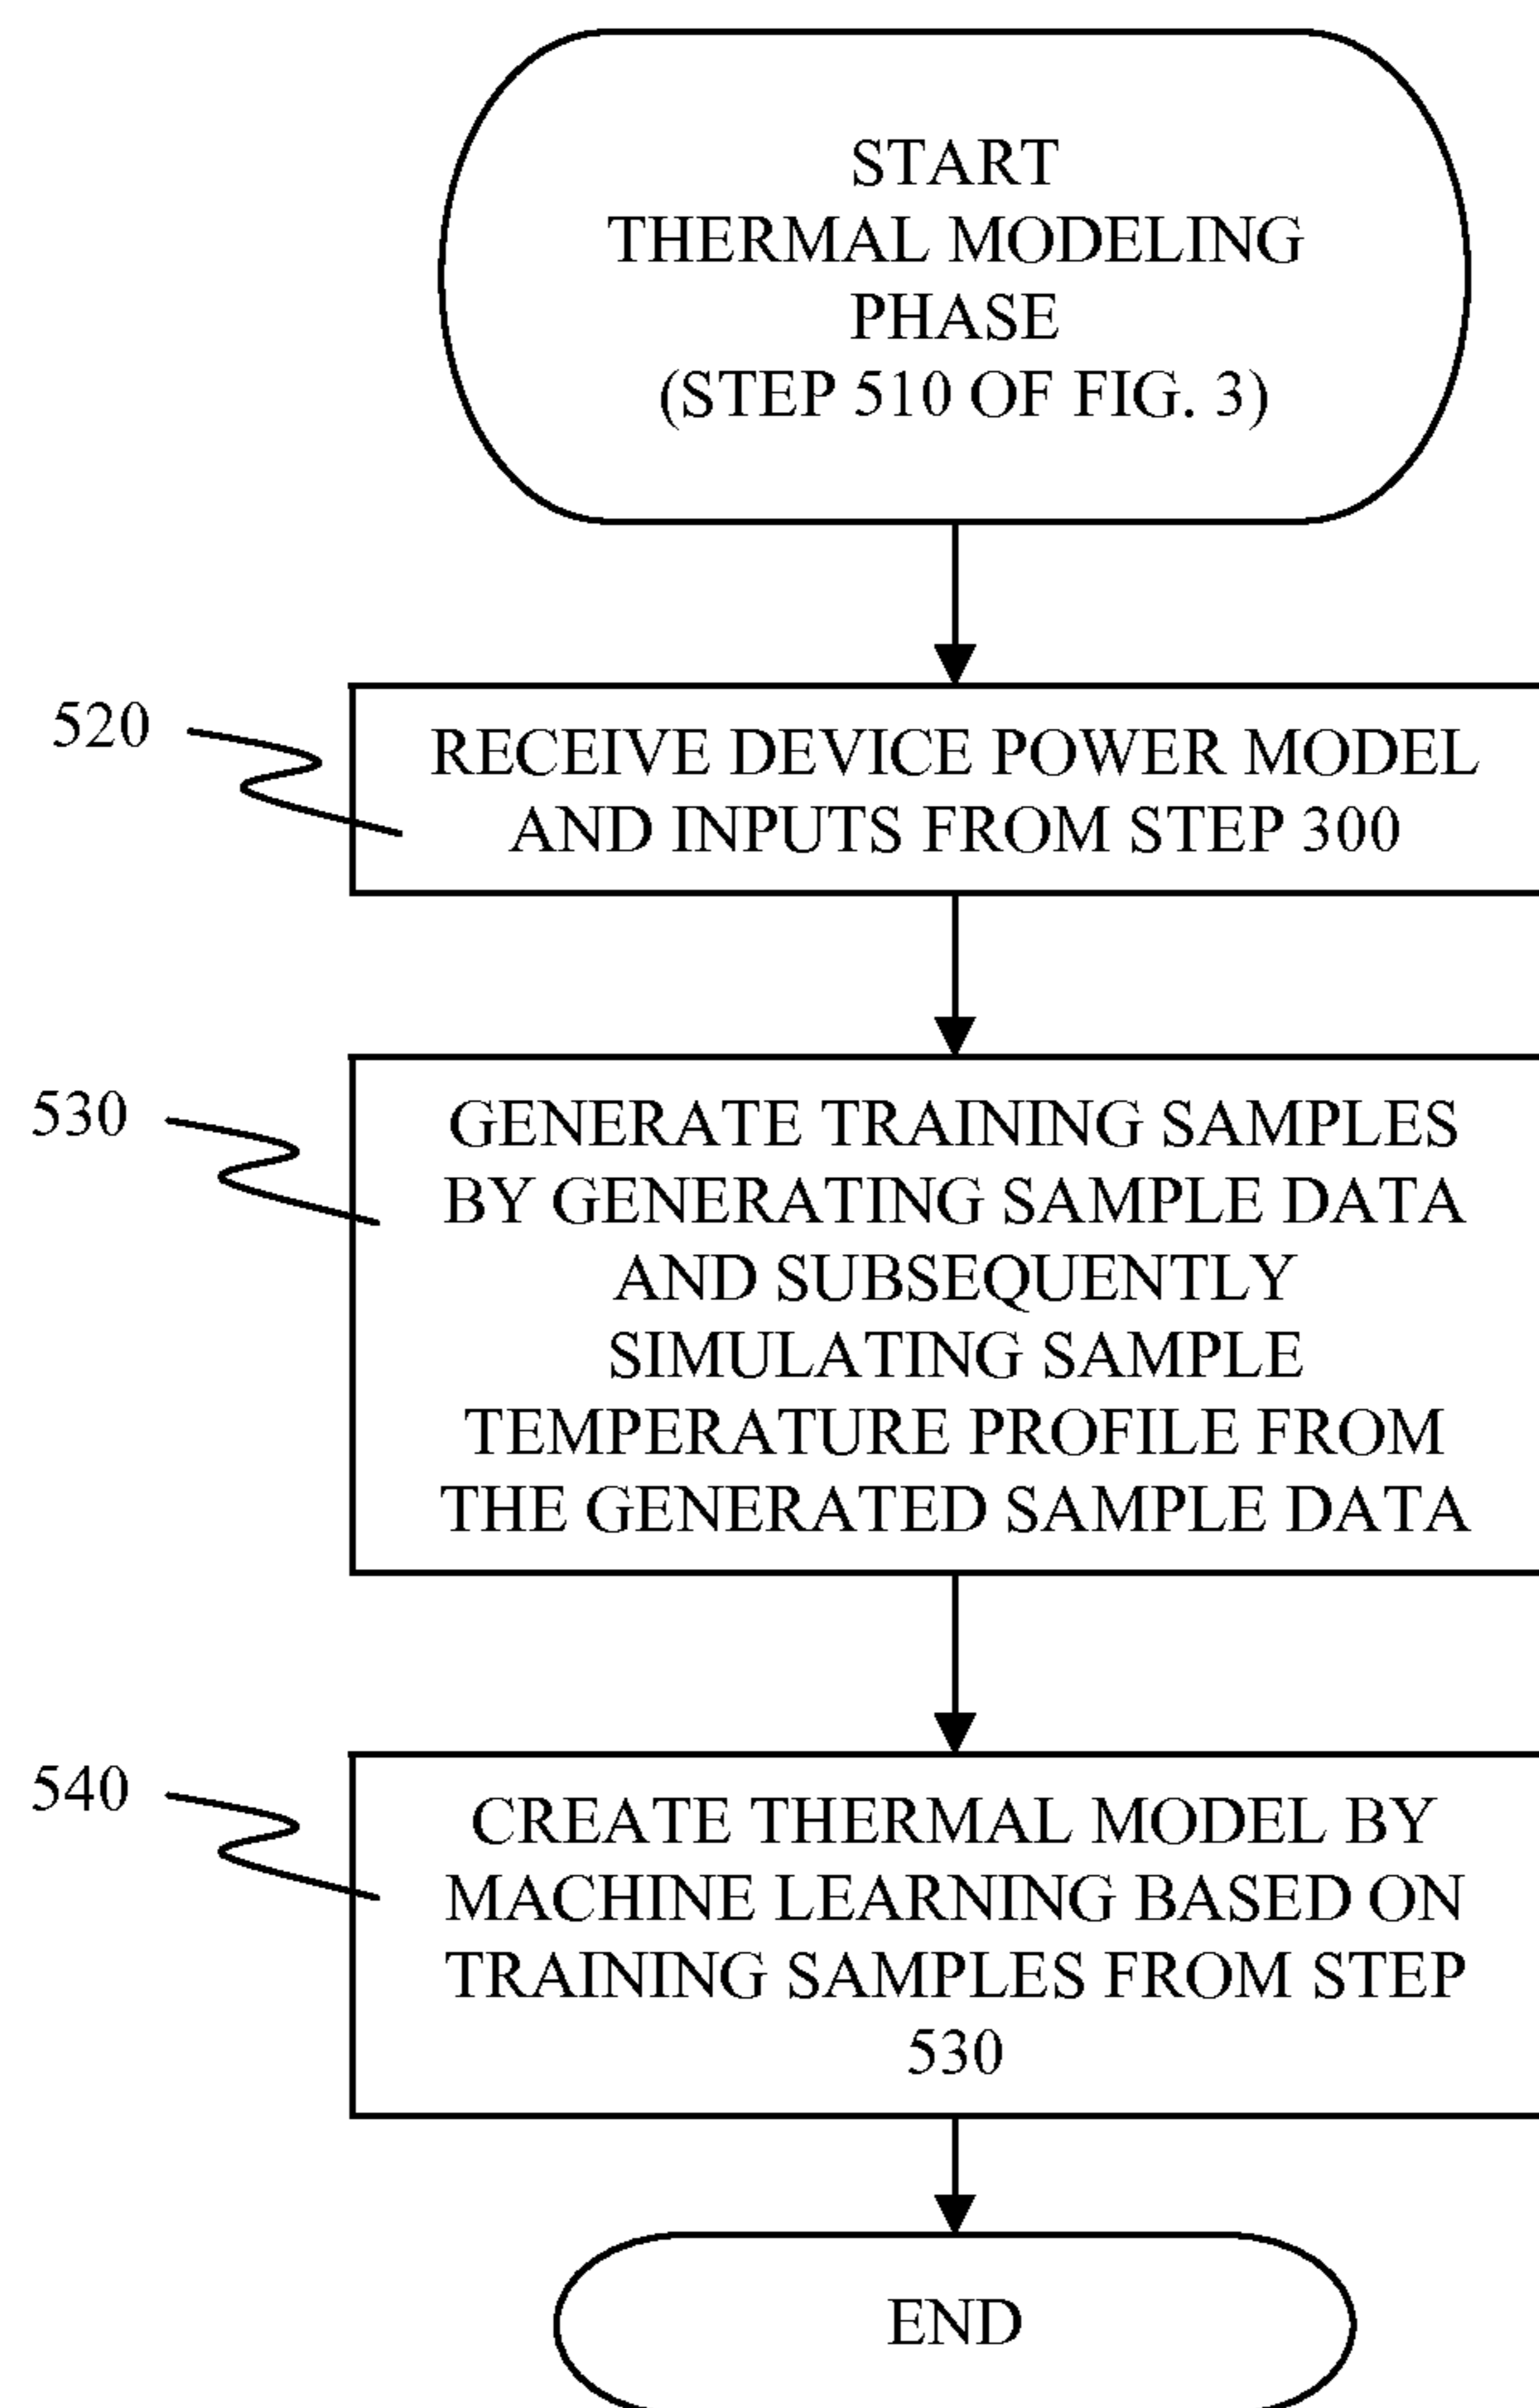 START
THERMAL MODELING
PHASE
(STEP 510 OF FIG. 3)
520
RECEIVE DEVICE POWER MODEL
AND INPUTS FROM STEP 300
530
GENERATE TRAINING SAMPLES
BY GENERATING SAMPLE DATA
AND SUBSEQUENTLY
SIMULATING SAMPLE
TEMPERATURE PROFILE FROM
THE GENERATED SAMPLE DATA
540
CREATE THERMAL MODEL BY
MACHINE LEARNING BASED ON
TRAINING SAMPLES FROM STEP
530
END